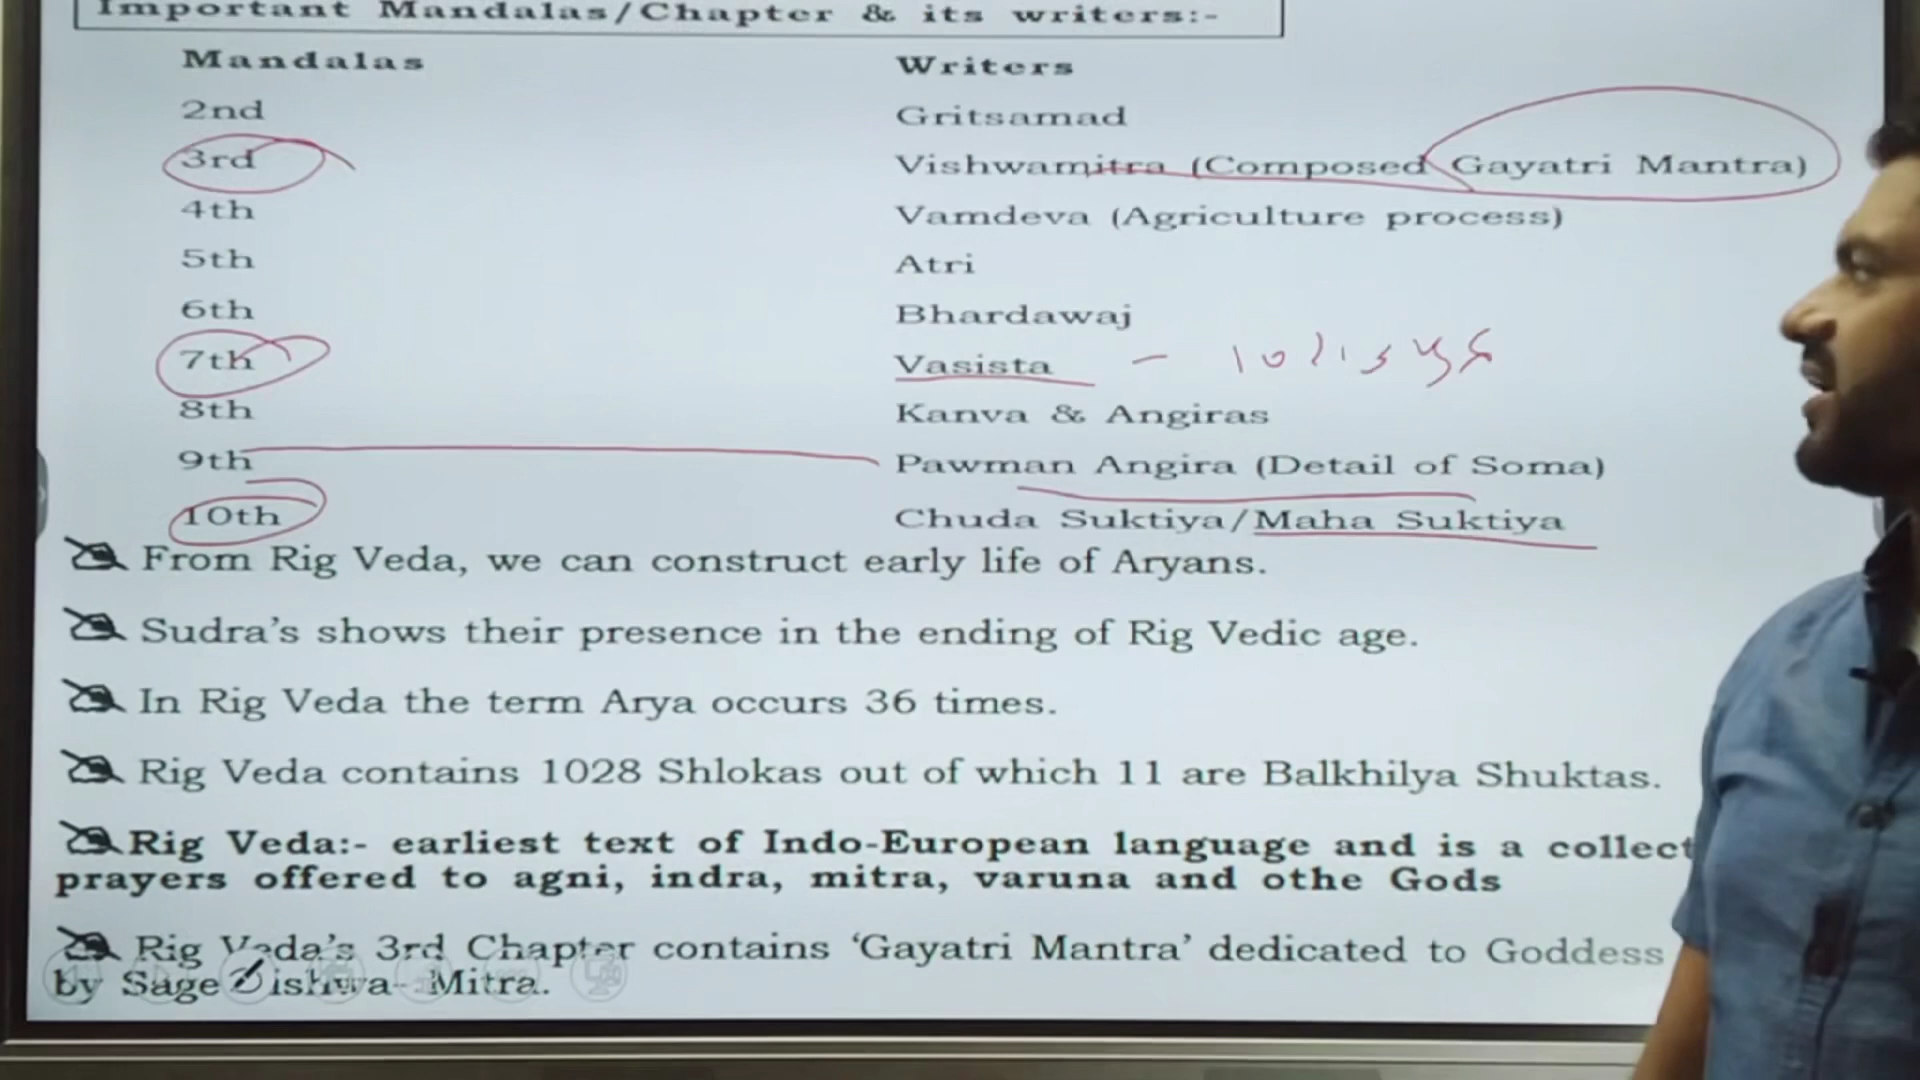 Important Mandalas/Chapter & its writers:-
Mandalas Writers
2nd Gritsamad
3rd Vishwamitra (Composed Gayatri Mantra)
4th Vamdeva (Agriculture process)
5th Atri
6th Bhardawaj
7th Vasista –
8th Kanva & Angiras
9th Pawman Angira (Detail of Soma)
10th Chuda Suktiya/Maha Suktiya
From Rig Veda, we can construct early life of Aryans.
Sudra's shows their presence in the ending of Rig Vedic age.
In Rig Veda the term Arya occurs 36 times.
Rig Veda contains 1028 Shlokas out of which 11 are Balkhilya Shuktas.
Rig Veda:- earliest text of Indo-European language and is a collect
prayers offered to agni, indra, mitra, varuna and othe Gods
Rig Veda's 3rd Chapter contains 'Gayatri Mantra' dedicated to Goddess
by Sage ishwa- Mitra.